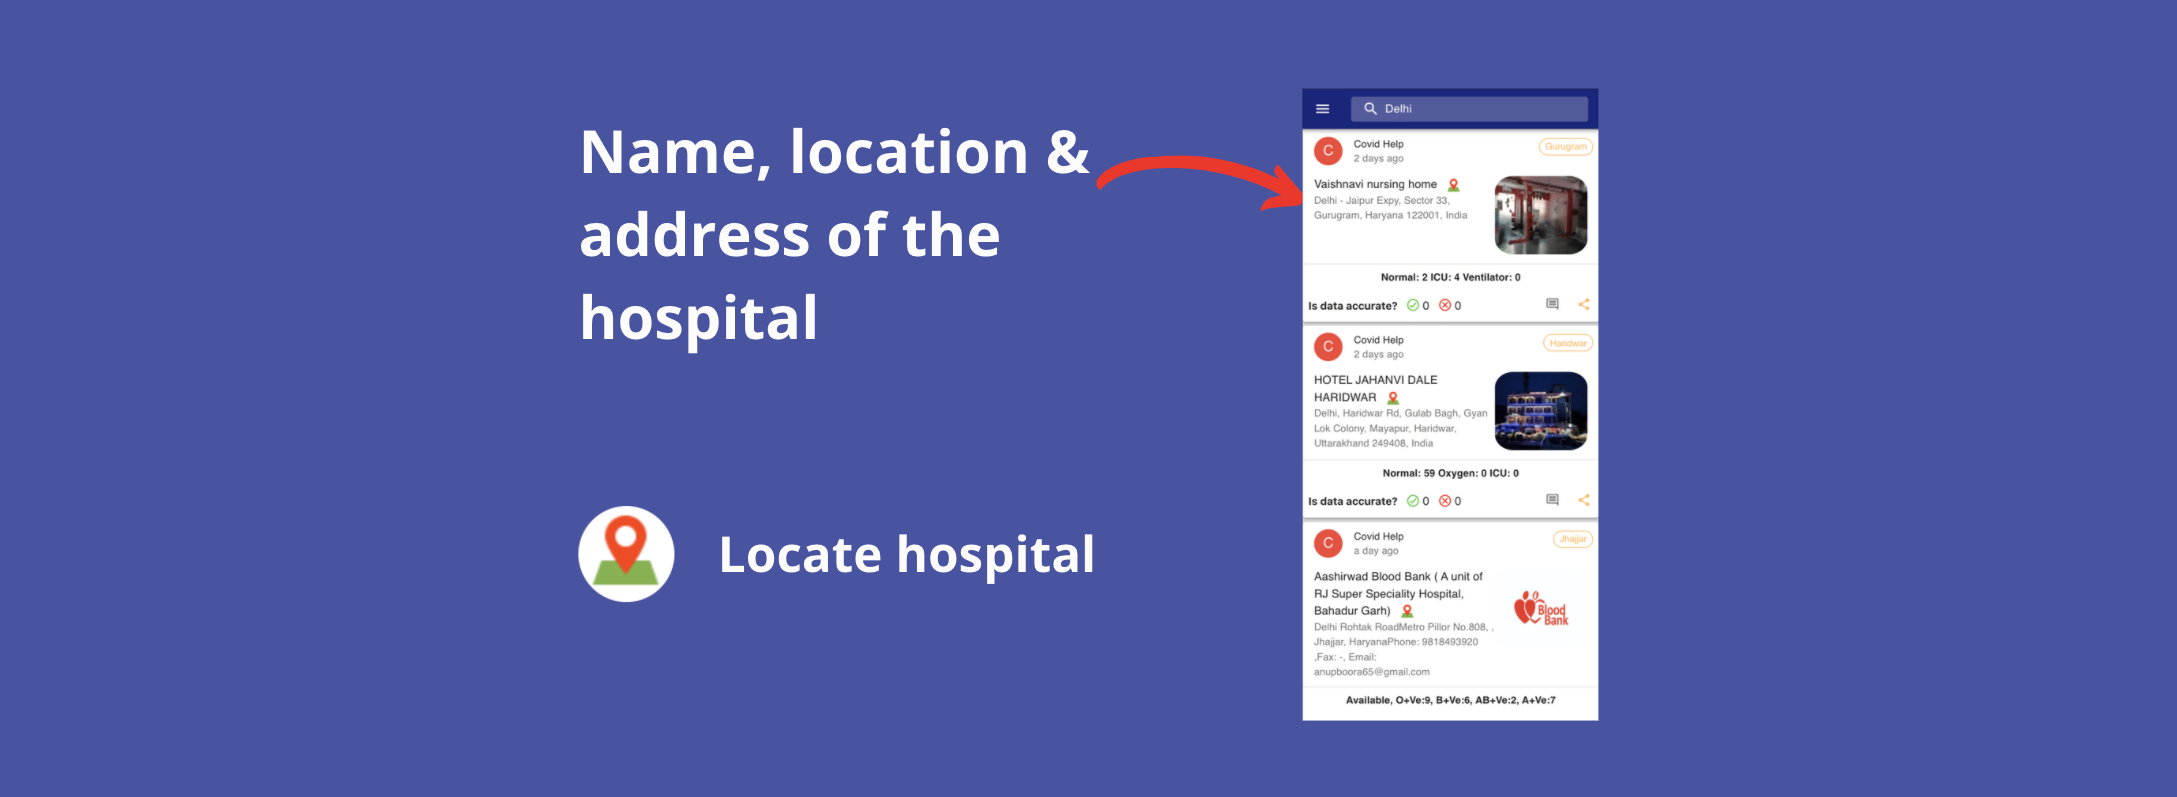 Name, location &
address of the
hospital
Locate hospital
Delhi
C
Covid Help
2 days ago
Gurugram
Vaishnavi nursing home
Delhi - Jaipur Expy, Sector 33,
Gurugram, Haryana 122001, India
Normal: 2 ICU: 4 Ventilator: 0
Is data accurate? 0 0
C
Covid Help
2 days ago
Haridwar
HOTEL JAHANVI DALE
HARIDWAR
Delhi, Haridwar Rd, Gulab Bagh, Gyan
Lok Colony, Mayapur, Haridwar,
Uttarakhand 249408, India
Normal: 59 Oxygen: 0 ICU: 0
Is data accurate? 0 0
C
Covid Help
a day ago
Jhajjar
Aashirwad Blood Bank ( A unit of
RJ Super Speciality Hospital,
Bahadur Garh)
Delhi Rohtak RoadMetro Pillor No.808, ,
Jhajjar, HaryanaPhone: 9818493920
,Fax: -, Email:
anupboora65@gmail.com
Blood
Bank
Available, O+Ve:9, B+Ve:6, AB+Ve:2, A+Ve:7